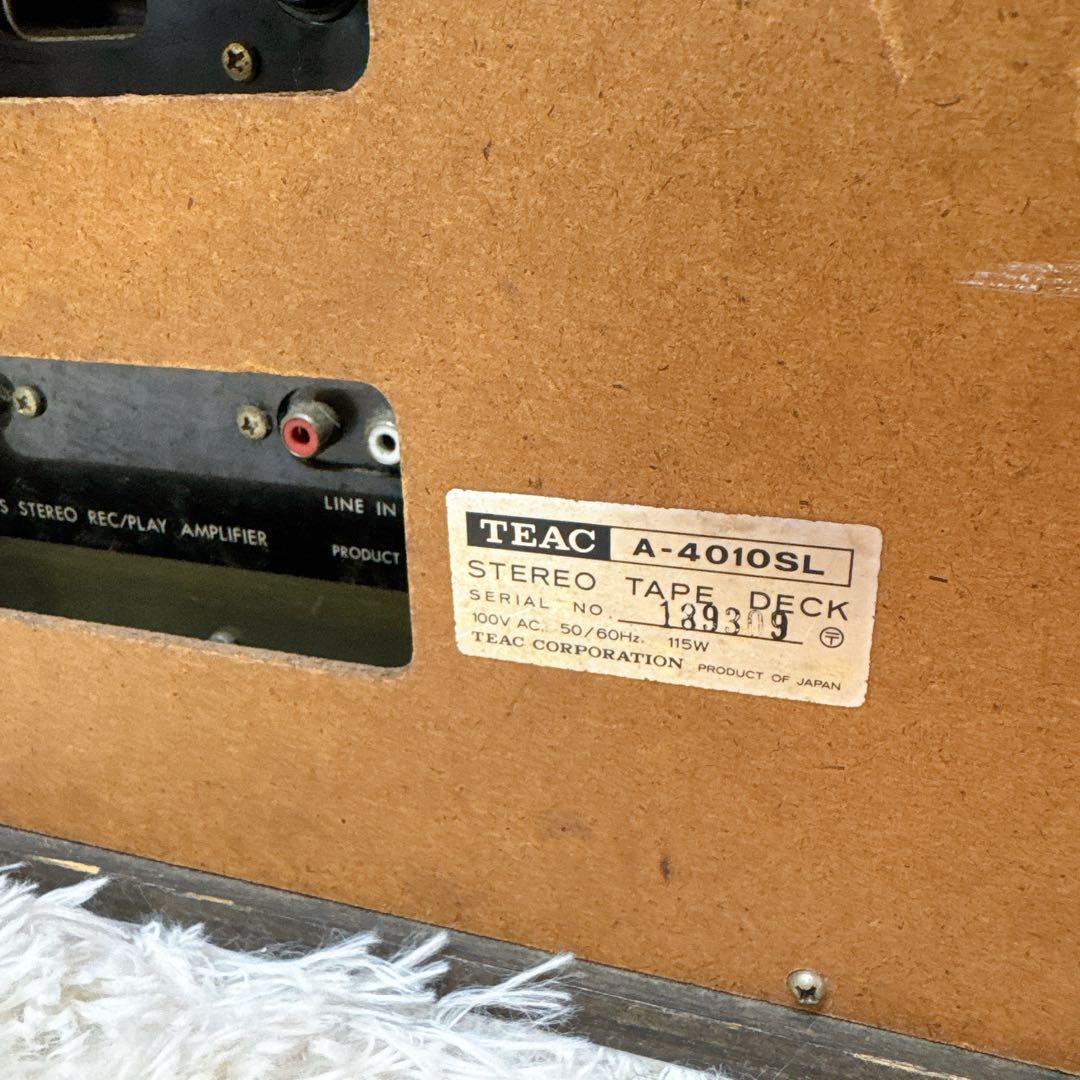 LINE IN
STEREO REC/PLAY AMPLIFIER
PRODUCT
TEAC A-4010SL
STEREO TAPE DECK
SERIAL NO.
100V AC. 50/60Hz. 115W 〶
TEAC CORPORATION PRODUCT OF JAPAN